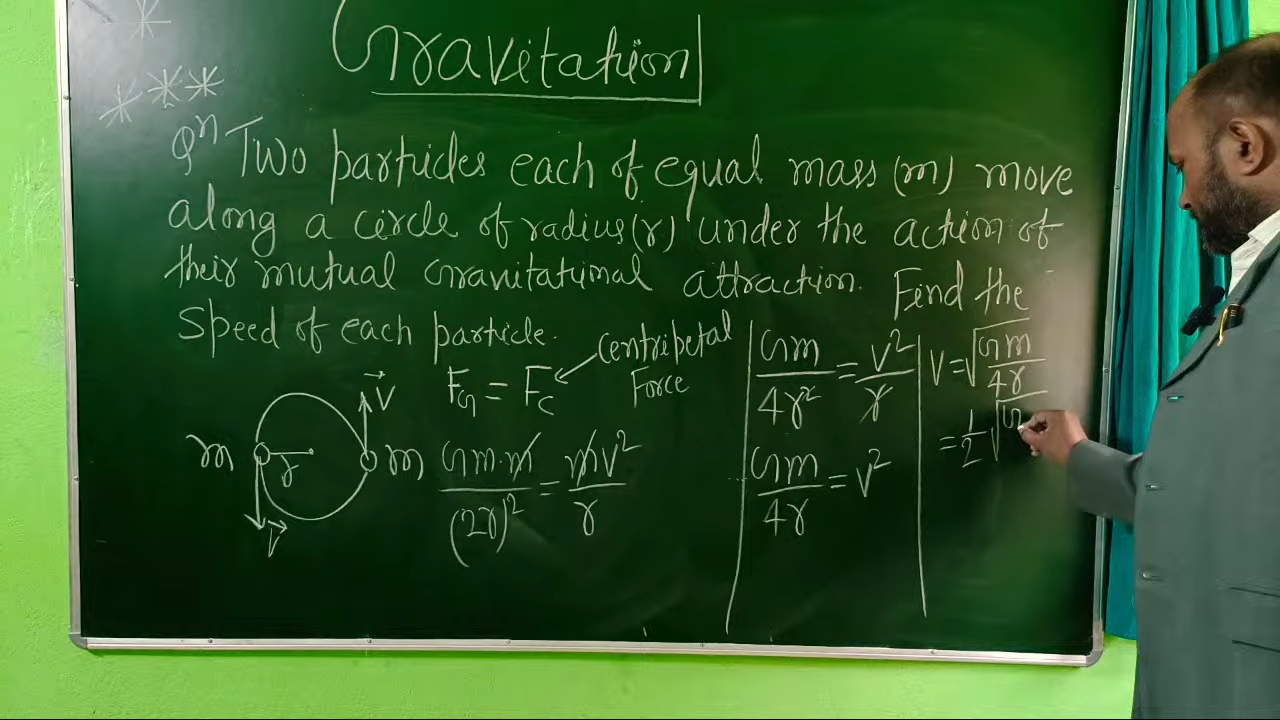 Gravitation
Qn Two particles each of equal mass (m) move
along a circle of radius (r) under the action of
their mutual Gravitational attraction. Find the
Speed of each particle.
FG = FC ← Centripetal Force
m r m
V⃗
V⃗
Gm·m/(2r)² = mv²/r
Gm/4r² = v²/r
Gm/4r = v²
V = √(Gm/4r)
= 1/2 √G